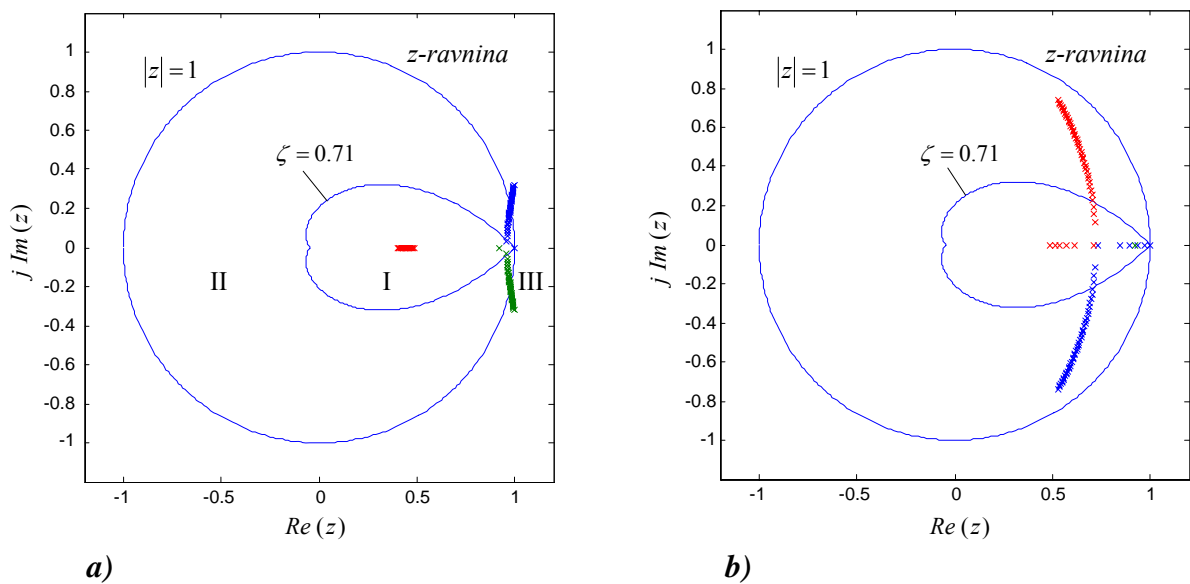 1
0.8
0.6
0.4
0.2
0
-0.2
-0.4
-0.6
-0.8
-1
-1
-0.5
0
0.5
1
j Im(z)
Re(z)
|z|=1
z-ravnina
ζ = 0.71
II
I
III
a)
1
0.8
0.6
0.4
0.2
0
-0.2
-0.4
-0.6
-0.8
-1
-1
-0.5
0
0.5
1
j Im(z)
Re(z)
|z|=1
z-ravnina
ζ = 0.71
b)